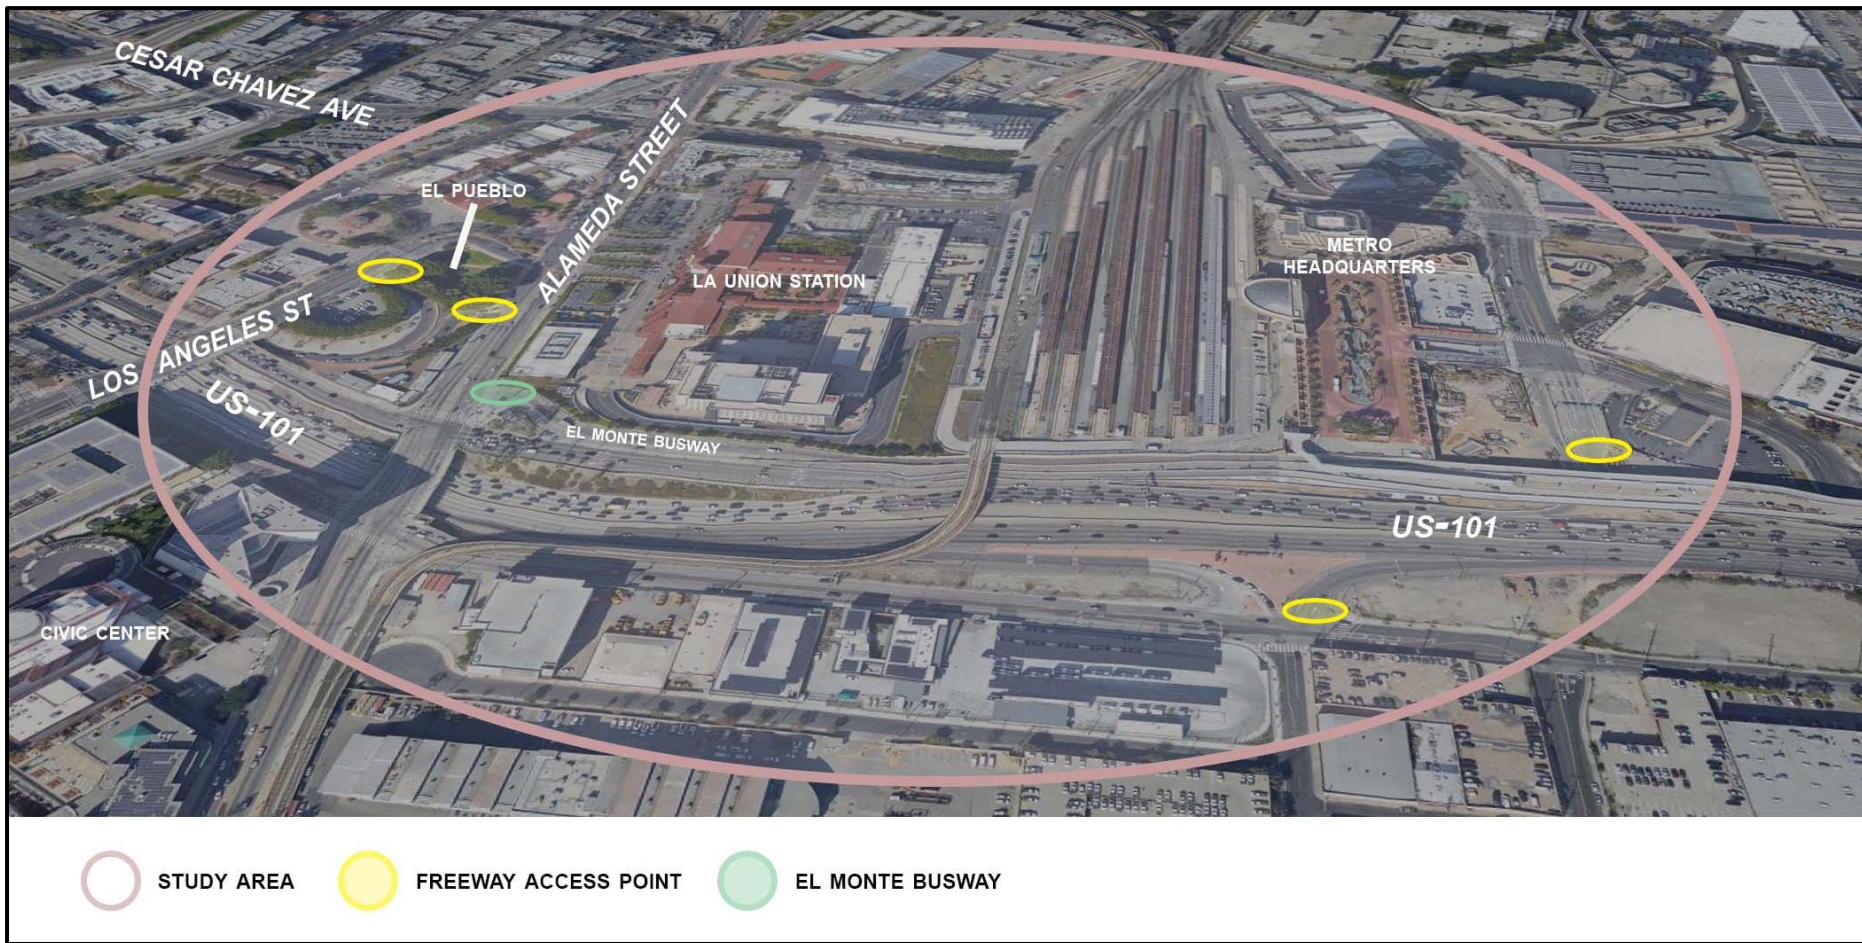 CESAR CHAVEZ AVE
ALAMEDA STREET
EL PUEBLO
LOS ANGELES ST
US-101
LA UNION STATION
METRO
HEADQUARTERS
EL MONTE BUSWAY
US-101
CIVIC CENTER
STUDY AREA
FREEWAY ACCESS POINT
EL MONTE BUSWAY